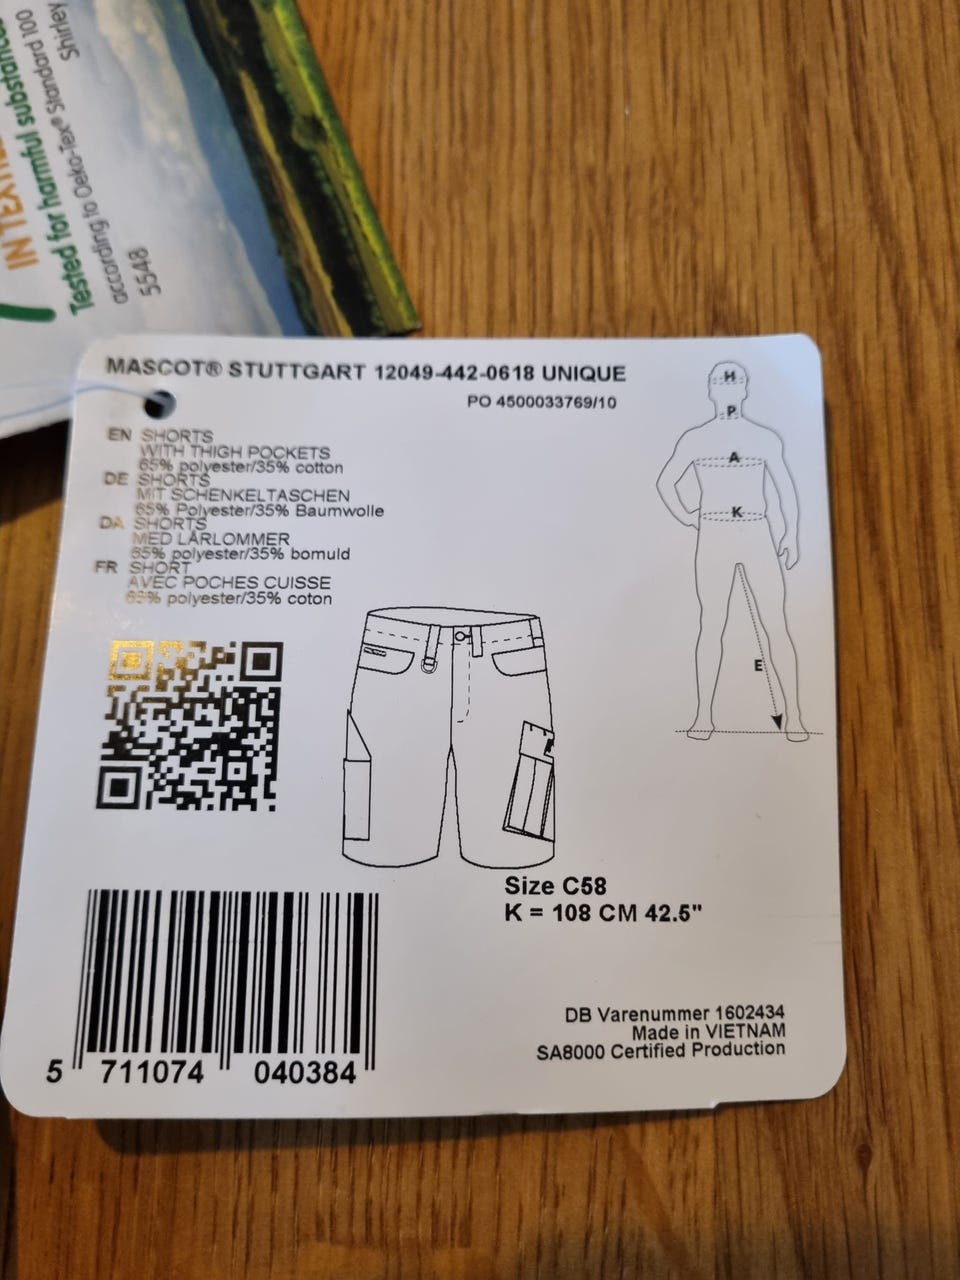 IN TEXTILES
Tested for harmful substances
according to Oeko-Tex® Standard 100
5548 Shirley
MASCOT® STUTTGART 12049-442-0618 UNIQUE
PO 4500033769/10
EN SHORTS
WITH THIGH POCKETS
65% polyester/35% cotton
DE SHORTS
MIT SCHENKELTASCHEN
65% Polyester/35% Baumwolle
DA SHORTS
MED LÅRLOMMER
65% polyester/35% bomuld
FR SHORT
AVEC POCHES CUISSE
65% polyester/35% coton
H
P
A
K
E
Size C58
K = 108 CM 42.5"
5 711074 040384
DB Varenummer 1602434
Made in VIETNAM
SA8000 Certified Production